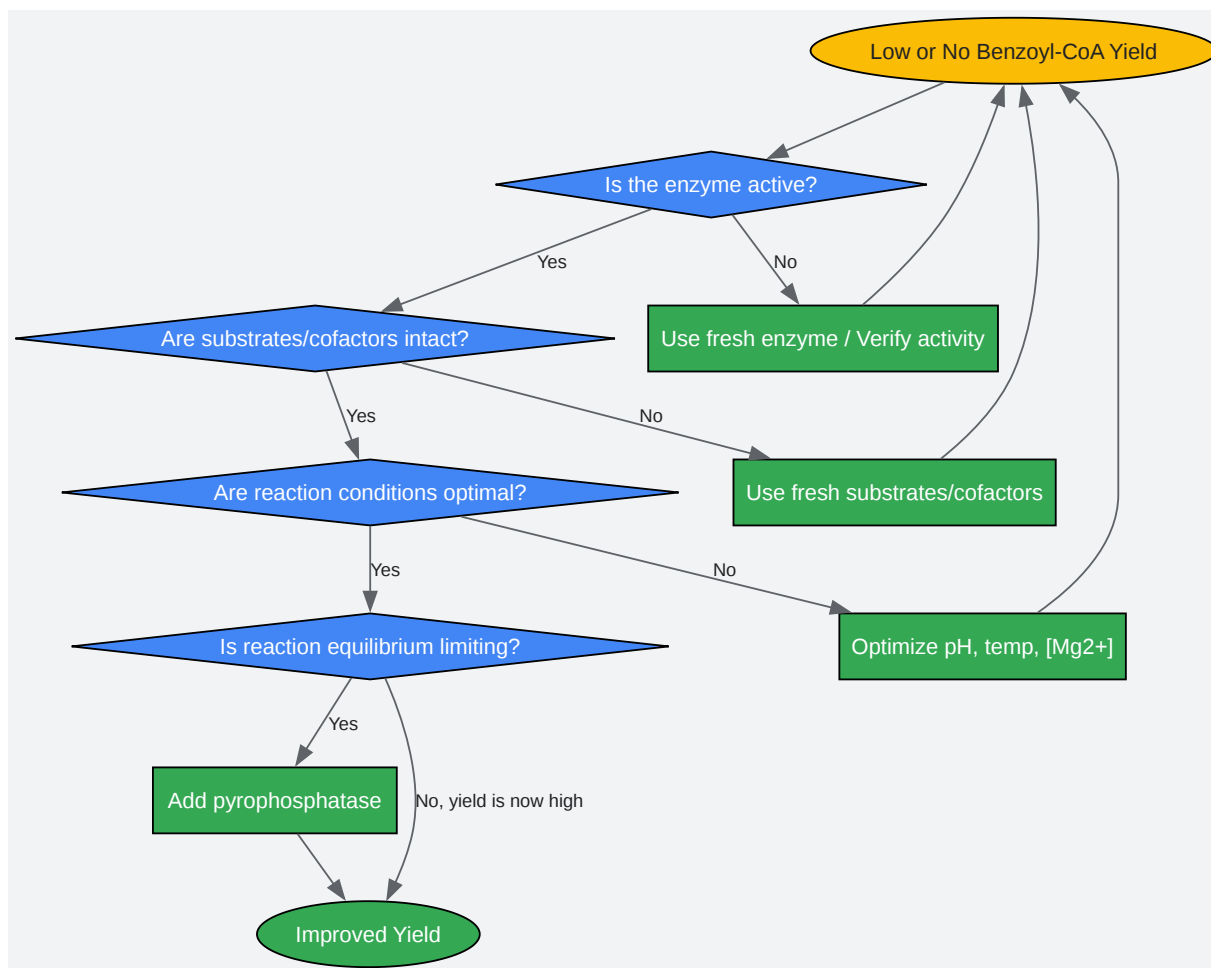 Low or No Benzoyl-CoA Yield
Is the enzyme active?
Yes
No
Are substrates/cofactors intact?
Use fresh enzyme / Verify activity
Yes
No
Are reaction conditions optimal?
Use fresh substrates/cofactors
Yes
No
Is reaction equilibrium limiting?
Optimize pH, temp, [Mg2+]
Yes
Add pyrophosphatase
No, yield is now high
Improved Yield